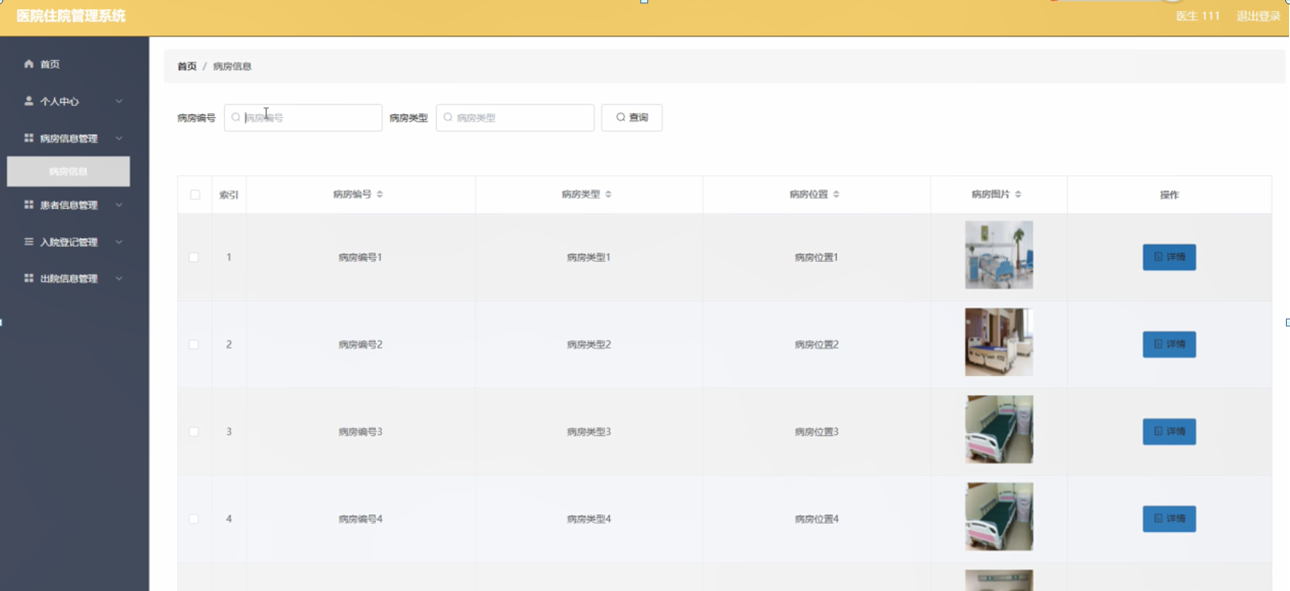 医院住院管理系统
医生 111 退出登录
首页
个人中心
病房信息管理
病房信息
患者信息管理
入院登记管理
出院信息管理
首页 / 病房信息
病房编号 病房编号 病房类型 病房类型 查询
索引 病房编号 病房类型 病房位置 病房图片 操作
1 病房编号1 病房类型1 病房位置1 详情
2 病房编号2 病房类型2 病房位置2 详情
3 病房编号3 病房类型3 病房位置3 详情
4 病房编号4 病房类型4 病房位置4 详情